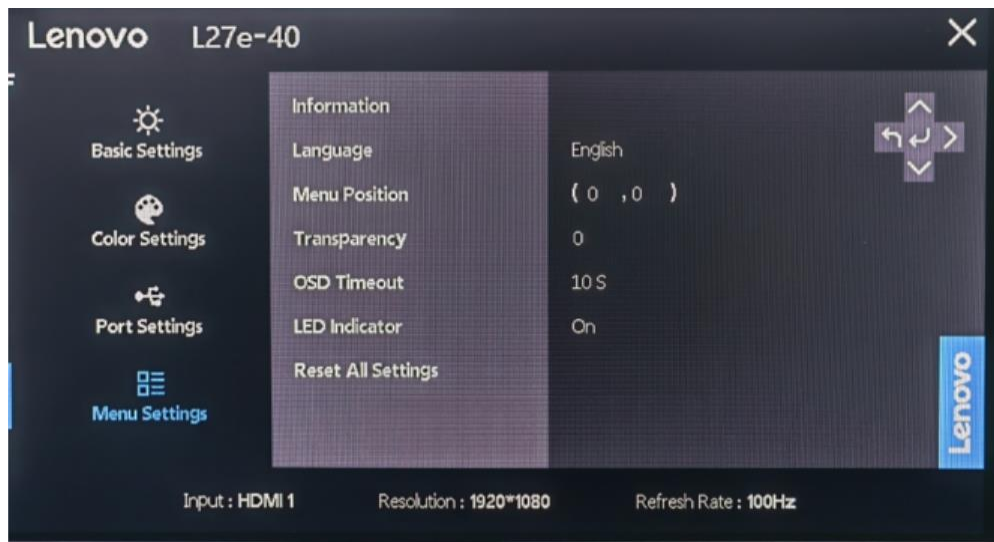 Lenovo L27e-40
Basic Settings
Color Settings
Port Settings
Menu Settings
Information
Language English
Menu Position ( 0 , 0 )
Transparency 0
OSD Timeout 10 S
LED Indicator On
Reset All Settings
Lenovo
Input : HDMI 1 Resolution : 1920*1080 Refresh Rate : 100Hz